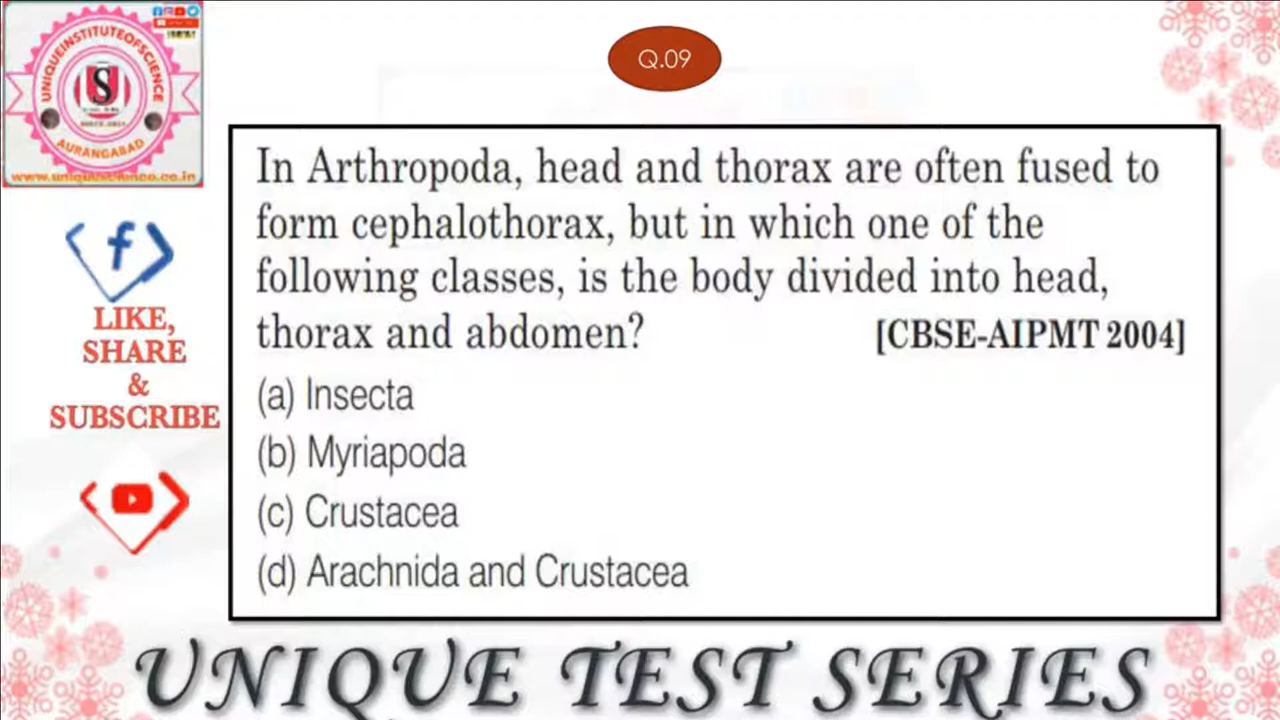 UNIQUEINSTITUTEOFSCIENCE
S
AURANGABAD
Q.09
In Arthropoda, head and thorax are often fused to
form cephalothorax, but in which one of the
following classes, is the body divided into head,
thorax and abdomen? [CBSE-AIPMT 2004]
(a) Insecta
(b) Myriapoda
(c) Crustacea
(d) Arachnida and Crustacea
f
LIKE,
SHARE
&
SUBSCRIBE
UNIQUE TEST SERIES